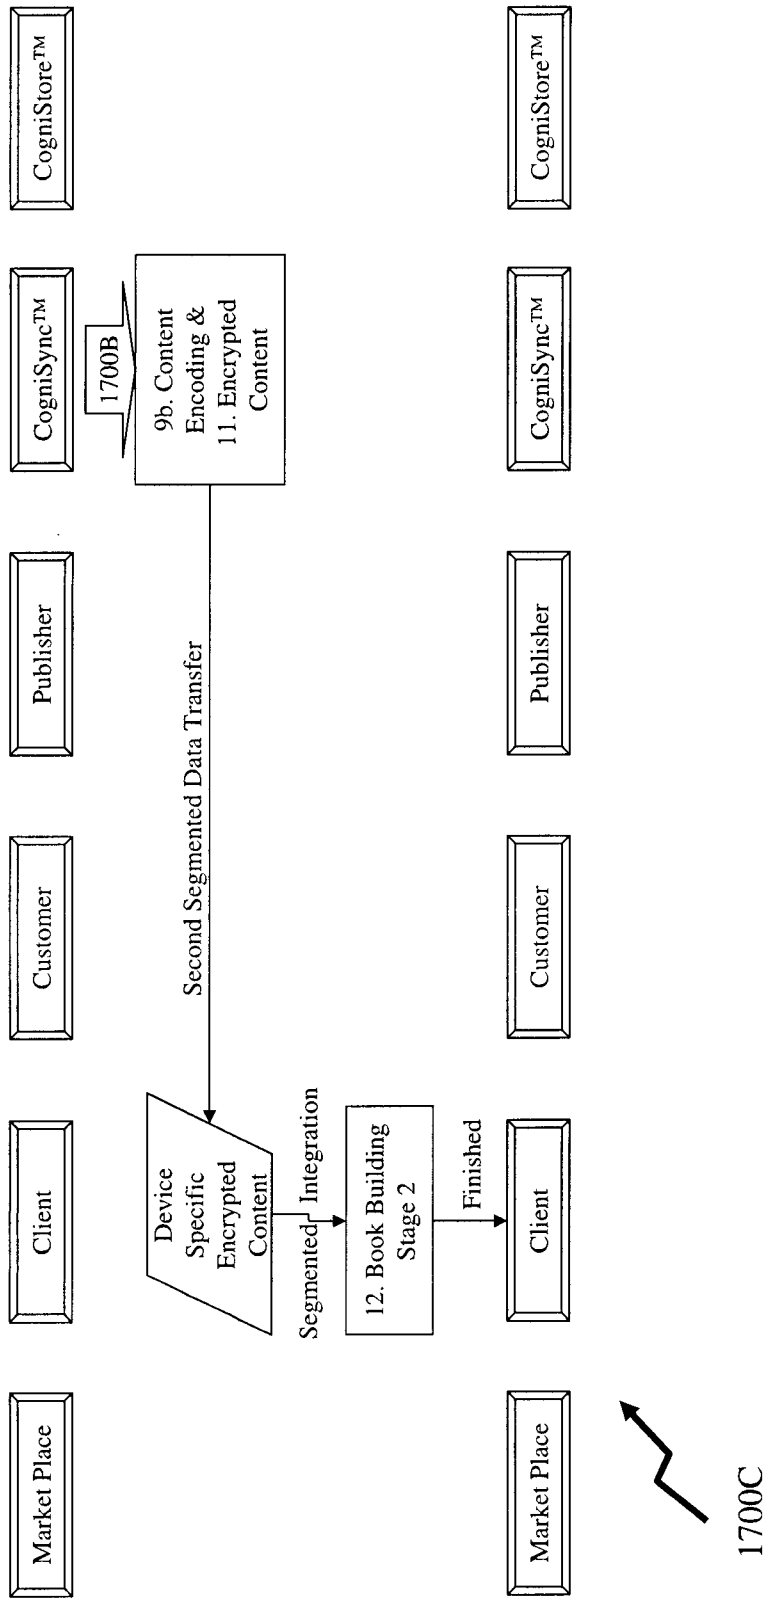 Market Place
Client
Customer
Publisher
CogniSync™
CogniStore™
1700B
9b. Content
Encoding &
11. Encrypted
Content
Second Segmented Data Transfer
Device
Specific
Encrypted
Content
Segmented Integration
12. Book Building
Stage 2
Finished
Market Place
Client
Customer
Publisher
CogniSync™
CogniStore™
1700C